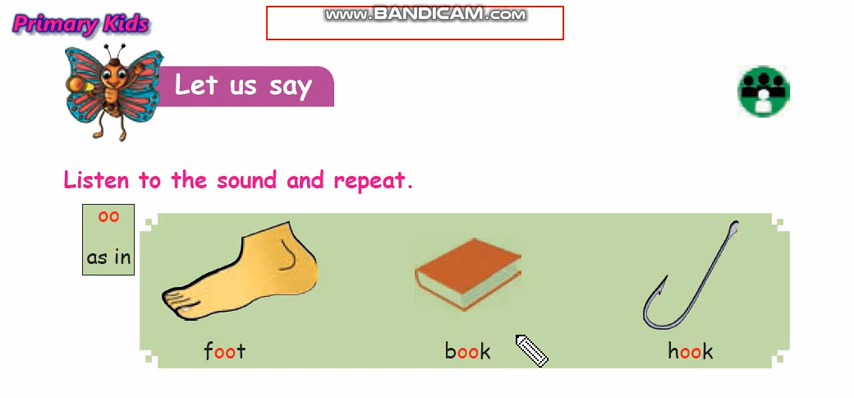 www.BANDICAM.com
Primary Kids
Let us say
Listen to the sound and repeat.
oo
as in
foot book hook